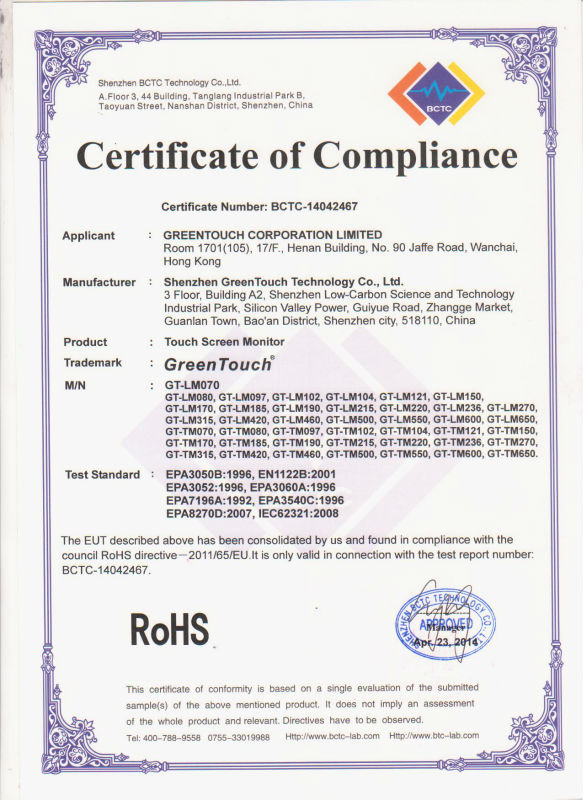 Shenzhen BCTC Technology Co.,Ltd.
A.Floor 3, 44 Building, Tanglang Industrial Park B,
Taoyuan Street, Nanshan District, Shenzhen, China
BCTC
Certificate of Compliance
Certificate Number: BCTC-14042467
Applicant : GREENTOUCH CORPORATION LIMITED
Room 1701(105), 17/F., Henan Building, No. 90 Jaffe Road, Wanchai,
Hong Kong
Manufacturer : Shenzhen GreenTouch Technology Co., Ltd.
3 Floor, Building A2, Shenzhen Low-Carbon Science and Technology
Industrial Park, Silicon Valley Power, Guiyue Road, Zhangge Market,
Guanlan Town, Bao'an District, Shenzhen city, 518110, China
Product : Touch Screen Monitor
Trademark : GreenTouch®
M/N : GT-LM070
GT-LM080, GT-LM097, GT-LM102, GT-LM104, GT-LM121, GT-LM150,
GT-LM170, GT-LM185, GT-LM190, GT-LM215, GT-LM220, GT-LM236, GT-LM270,
GT-LM315, GT-LM420, GT-LM460, GT-LM500, GT-LM550, GT-LM600, GT-LM650,
GT-TM070, GT-TM080, GT-TM097, GT-TM102, GT-TM104, GT-TM121, GT-TM150,
GT-TM170, GT-TM185, GT-TM190, GT-TM215, GT-TM220, GT-TM236, GT-TM270,
GT-TM315, GT-TM420, GT-TM460, GT-TM500, GT-TM550, GT-TM600, GT-TM650.
Test Standard : EPA3050B:1996, EN1122B:2001
EPA3052:1996, EPA3060A:1996
EPA7196A:1992, EPA3540C:1996
EPA8270D:2007, IEC62321:2008
The EUT described above has been consolidated by us and found in compliance with the
council RoHS directive－2011/65/EU.It is only valid in connection with the test report number:
BCTC-14042467.
RoHS
SHENZHEN BCTC TECHNOLOGY CO., LTD
APPROVED
Manager
Apr. 23, 2014
This certificate of conformity is based on a single evaluation of the submitted
sample(s) of the above mentioned product. It does not imply an assessment
of the whole product and relevant. Directives have to be observed.
Tel: 400-788-9558 0755-33019988 Http://www.bctc-lab.com Http://www.btc-lab.com